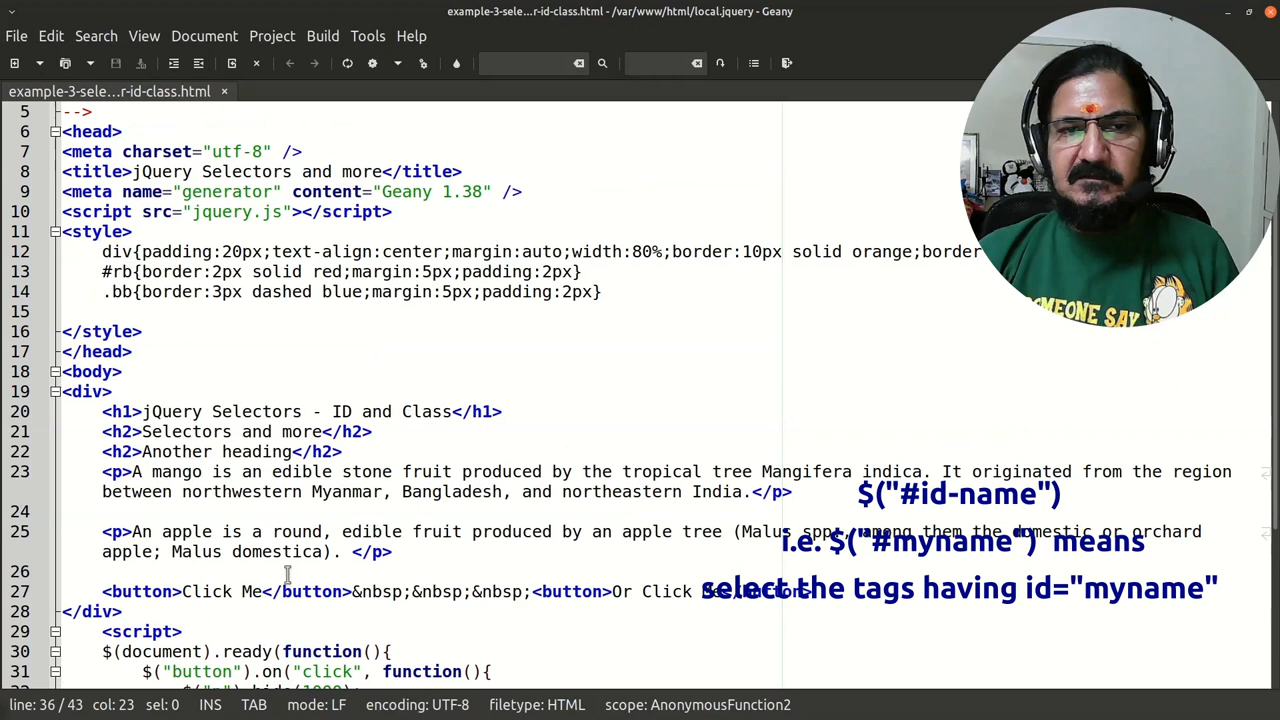 example-3-sele...r-id-class.html - /var/www/html/local.jquery - Geany
File Edit Search View Document Project Build Tools Help
example-3-sele...r-id-class.html ×
5 -->
6 <head>
7 <meta charset="utf-8" />
8 <title>jQuery Selectors and more</title>
9 <meta name="generator" content="Geany 1.38" />
10 <script src="jquery.js"></script>
11 <style>
12 div{padding:20px;text-align:center;margin:auto;width:80%;border:10px solid orange;border
13 #rb{border:2px solid red;margin:5px;padding:2px}
14 .bb{border:3px dashed blue;margin:5px;padding:2px}
15
16 </style>
17 </head>
18 <body>
19 <div>
20 <h1>jQuery Selectors - ID and Class</h1>
21 <h2>Selectors and more</h2>
22 <h2>Another heading</h2>
23 <p>A mango is an edible stone fruit produced by the tropical tree Mangifera indica. It originated from the region
between northwestern Myanmar, Bangladesh, and northeastern India.</p>
24
25 <p>An apple is a round, edible fruit produced by an apple tree (Malus spp., among them the domestic or orchard
apple; Malus domestica). </p>
26
27 <button>Click Me</button>&nbsp;&nbsp;&nbsp;<button>Or Click
28 </div>
29 <script>
30 $(document).ready(function(){
31 $("button").on("click", function(){
$("p").hide(1000);
$("#id-name")
i.e. $("#myname") means
select the tags having id="myname"
SOMEONE SAY
line: 36 / 43 col: 23 sel: 0 INS TAB mode: LF encoding: UTF-8 filetype: HTML scope: AnonymousFunction2